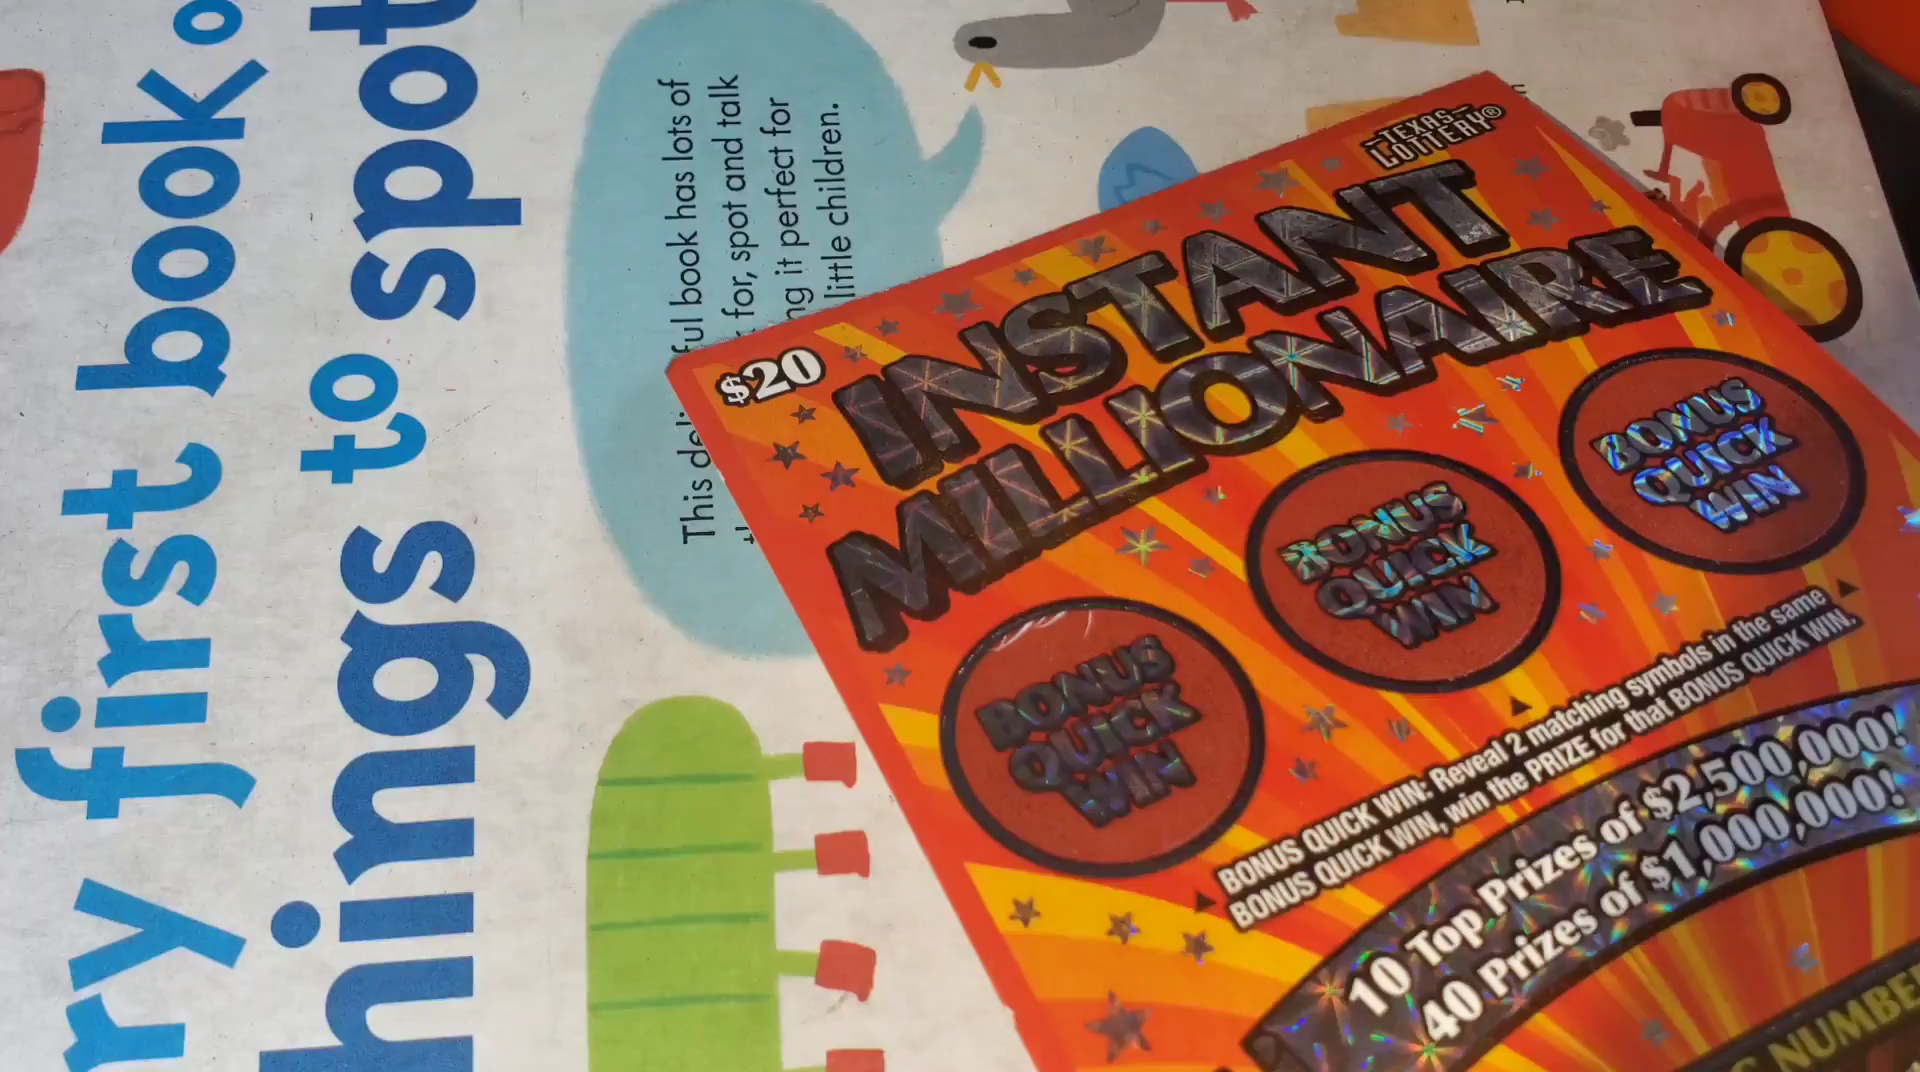 ry first book o
hings to spot
This deli ful book has lots of
for, spot and talk
ng it perfect for
little children.
TEXAS
LOTTERY®
$20
INSTANT
MILLIONAIRE
BONUS
QUICK
WIN
BONUS
QUICK
WIN
BONUS
QUICK
WIN
BONUS QUICK WIN: Reveal 2 matching symbols in the same
BONUS QUICK WIN, win the PRIZE for that BONUS QUICK WIN.
10 Top Prizes of $2,500,000!
40 Prizes of $1,000,000!
G NUMBE